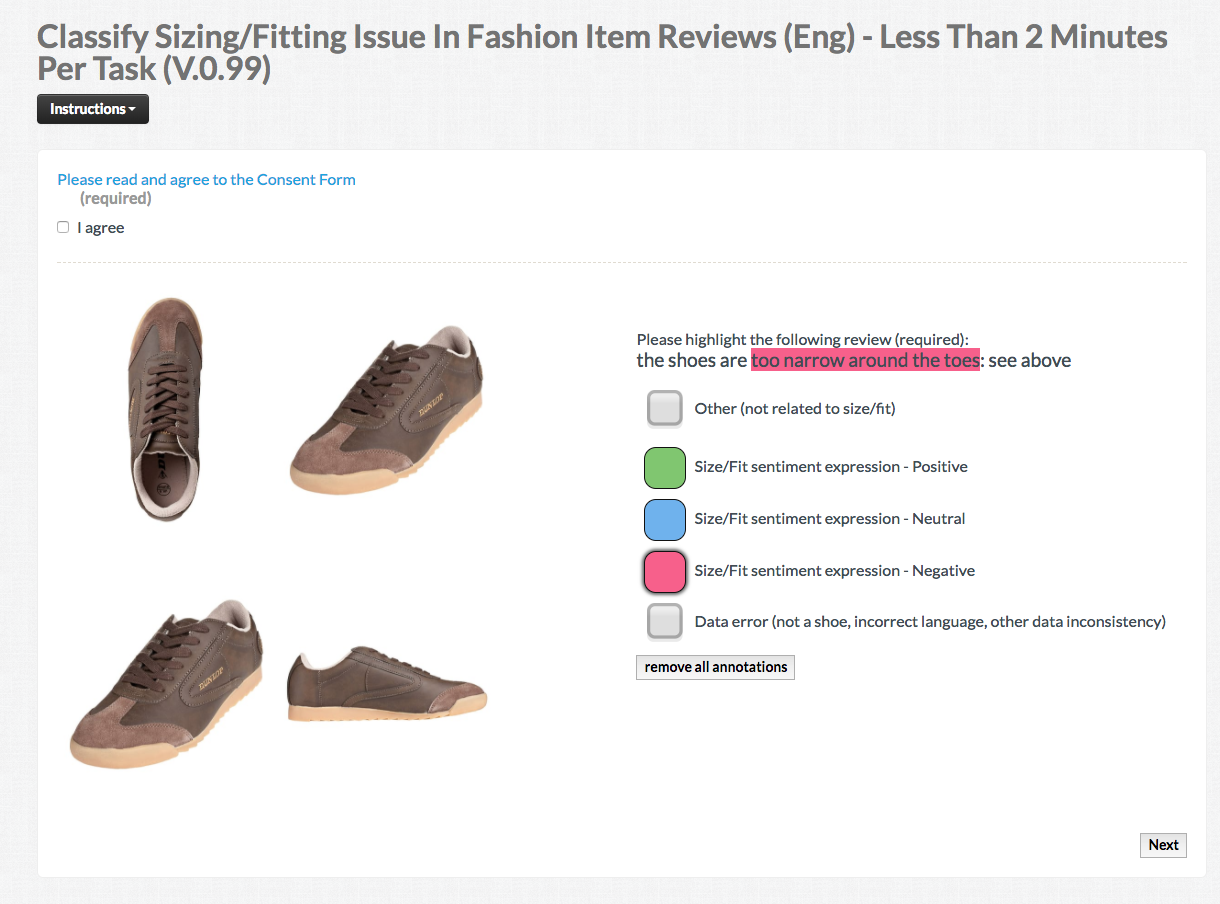 Classify Sizing/Fitting Issue In Fashion Item Reviews (Eng) - Less Than 2 Minutes
Per Task (V.0.99)
Instructions
Please read and agree to the Consent Form
(required)
I agree
Please highlight the following review (required):
the shoes are too narrow around the toes: see above
Other (not related to size/fit)
DUNLOP
Size/Fit sentiment expression - Positive
Size/Fit sentiment expression - Neutral
Size/Fit sentiment expression - Negative
Data error (not a shoe, incorrect language, other data inconsistency)
remove all annotations
DUNLOP
Next